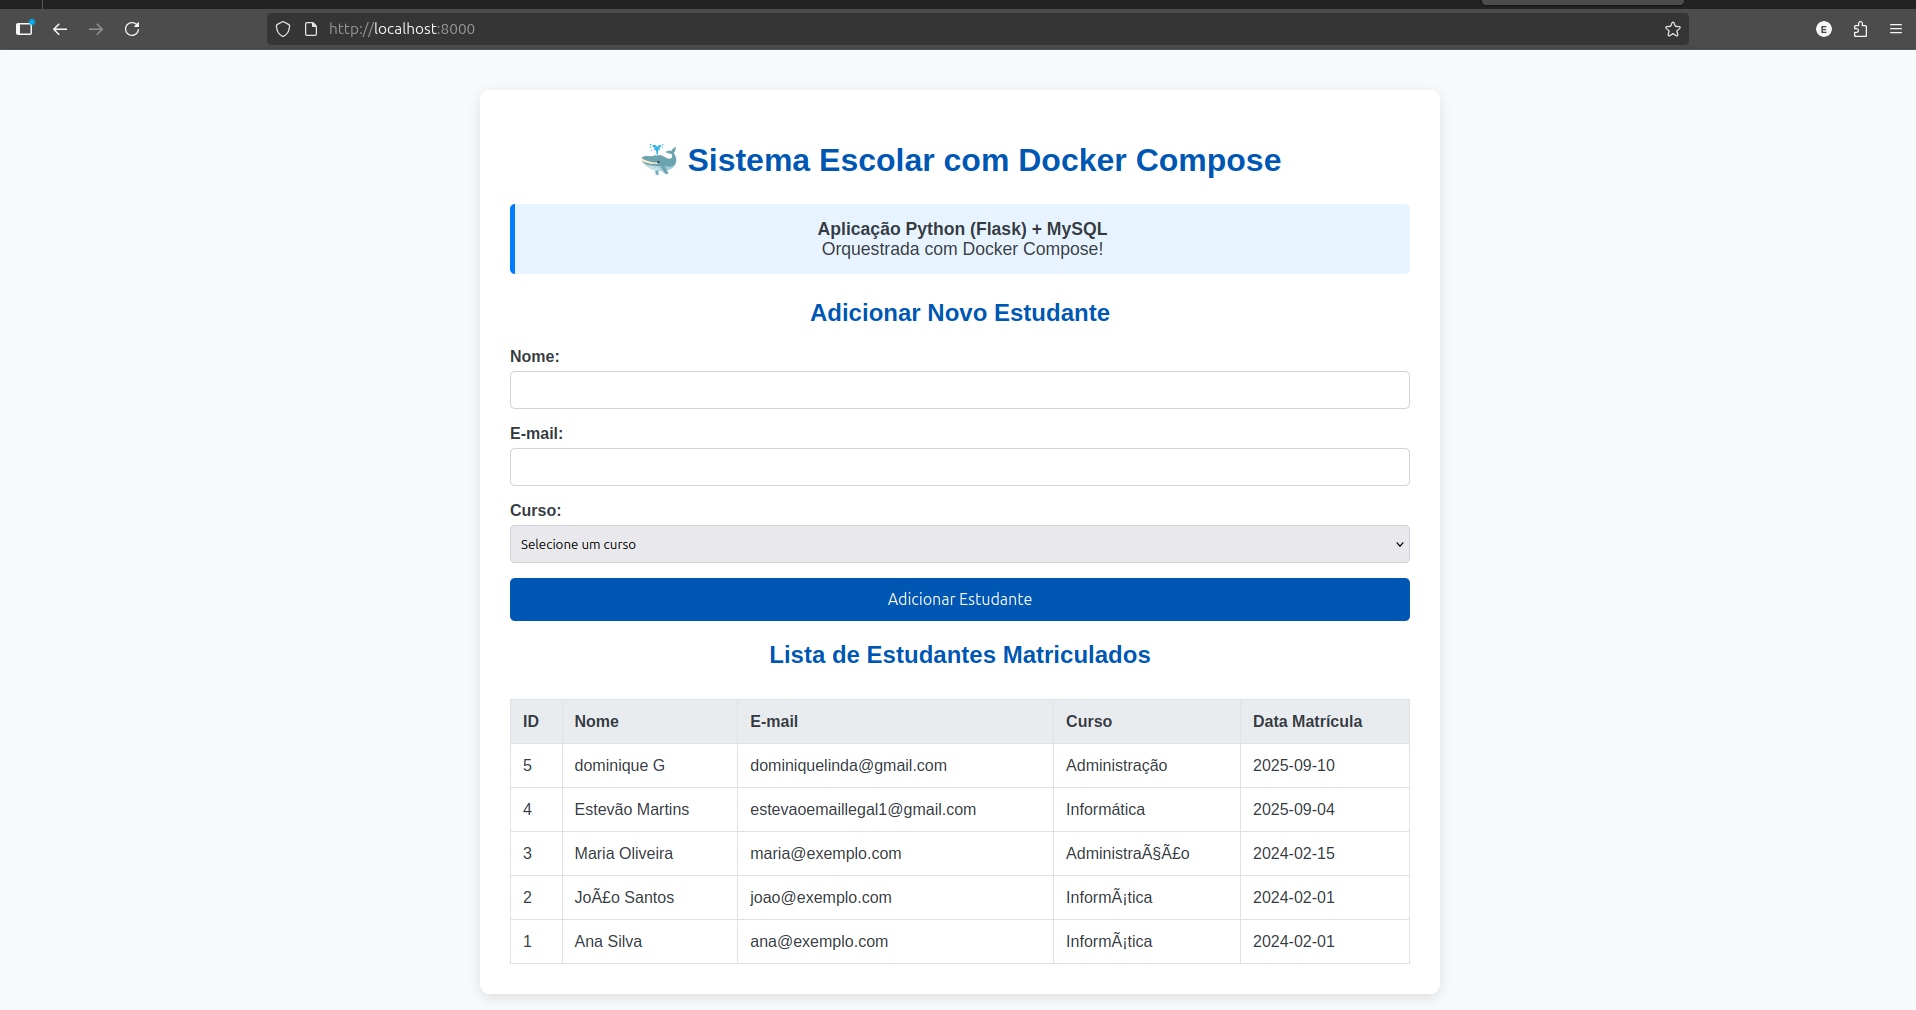 http://localhost:8000
E
Sistema Escolar com Docker Compose
Aplicação Python (Flask) + MySQL
Orquestrada com Docker Compose!
Adicionar Novo Estudante
Nome:
E-mail:
Curso:
Selecione um curso
Adicionar Estudante
Lista de Estudantes Matriculados
ID Nome E-mail Curso Data Matrícula
5 dominique G dominiquelinda@gmail.com Administração 2025-09-10
4 Estevão Martins estevaoemaillegal1@gmail.com Informática 2025-09-04
3 Maria Oliveira maria@exemplo.com AdministraÃ§Ã£o 2024-02-15
2 JoÃ£o Santos joao@exemplo.com InformÃ¡tica 2024-02-01
1 Ana Silva ana@exemplo.com InformÃ¡tica 2024-02-01